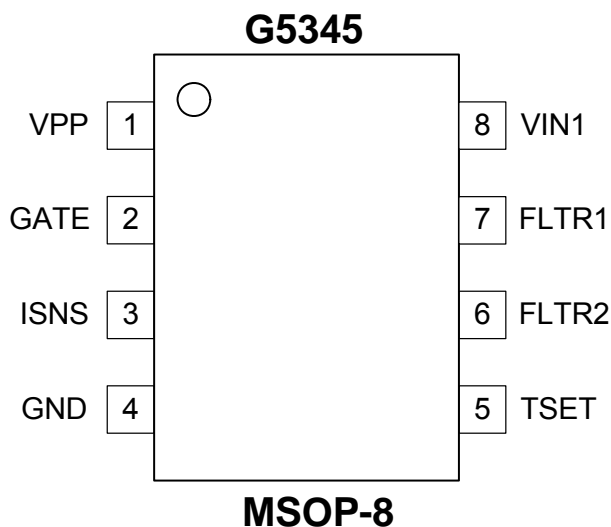 G5345
VPP 1 8 VIN1
GATE 2 7 FLTR1
ISNS 3 6 FLTR2
GND 4 5 TSET
MSOP-8